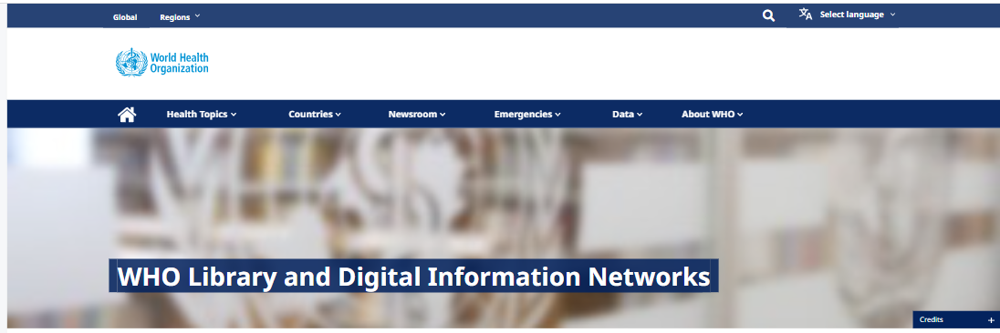 Global Regions Select language
World Health
Organization
Health Topics Countries Newsroom Emergencies Data About WHO
WHO Library and Digital Information Networks
Credits +